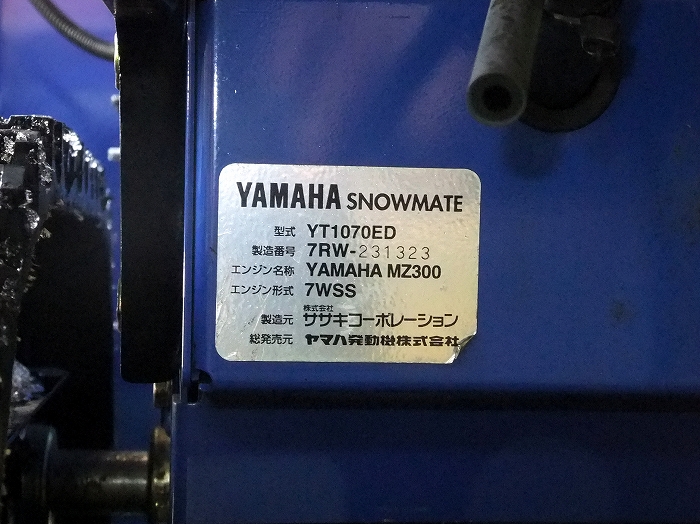 YAMAHA SNOWMATE
型式 YT1070ED
製造番号 7RW-231323
エンジン名称 YAMAHA MZ300
エンジン形式 7WSS
製造元 株式会社 ササキコーポレーション
総発売元 ヤマハ発動機株式会社